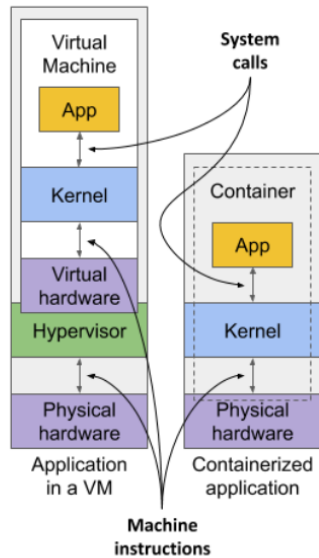 System
calls
Virtual
Machine
App
Kernel
Virtual
hardware
Hypervisor
Physical
hardware
Application
in a VM
Container
App
Kernel
Physical
hardware
Containerized
application
Machine
instructions